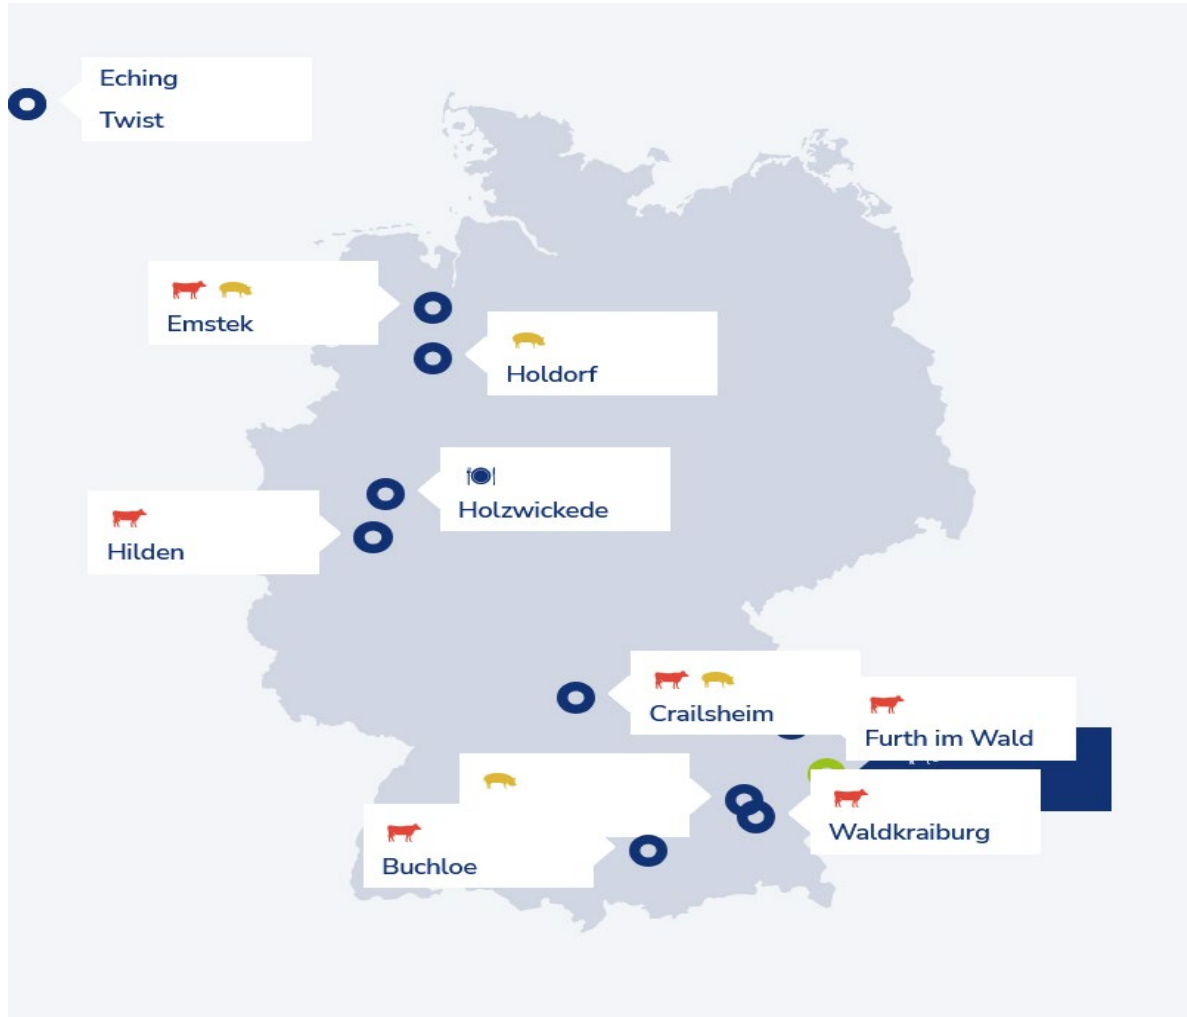 Eching
Twist
Emstek
Holdorf
Holzwickede
Hilden
Crailsheim
Furth im Wald
Waldkraiburg
Buchloe